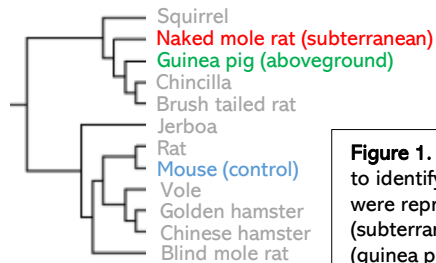 Squirrel
Naked mole rat (subterranean)
Guinea pig (aboveground)
Chincilla
Brush tailed rat
Jerboa
Rat
Mouse (control)
Vole
Golden hamster
Chinese hamster
Blind mole rat
Figure 1.
to identify
were repr
(subterran
(guinea p